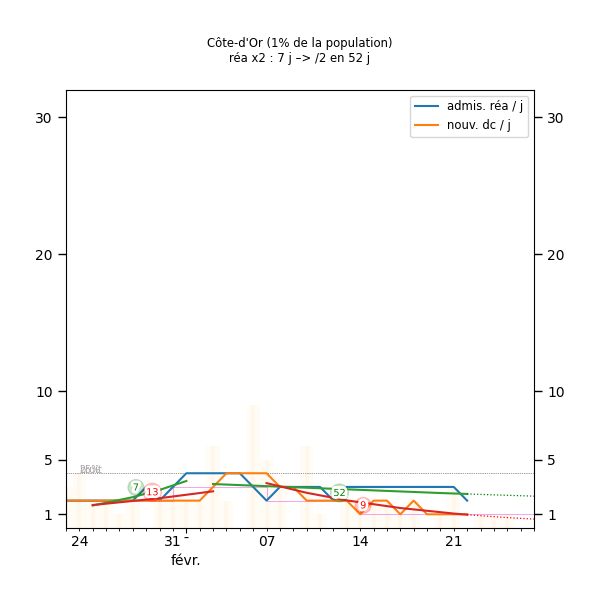 Côte-d'Or (1% de la population)
réa x2 : 7 j –> /2 en 52 j
admis. réa / j
nouv. dc / j
30 30
20 20
10 10
5 5
7 13 52 9
1 1
24 31 07 14 21
févr.